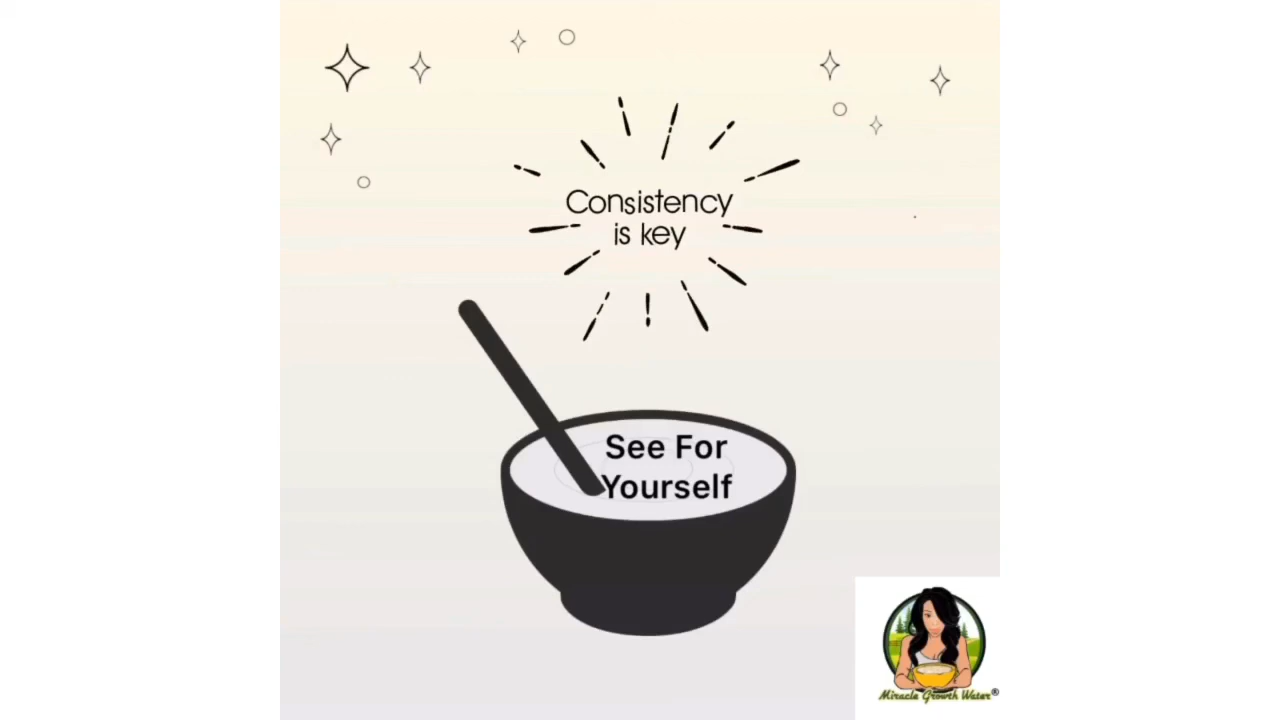 Consistency
is key
See For
Yourself
Miracle Growth Water®